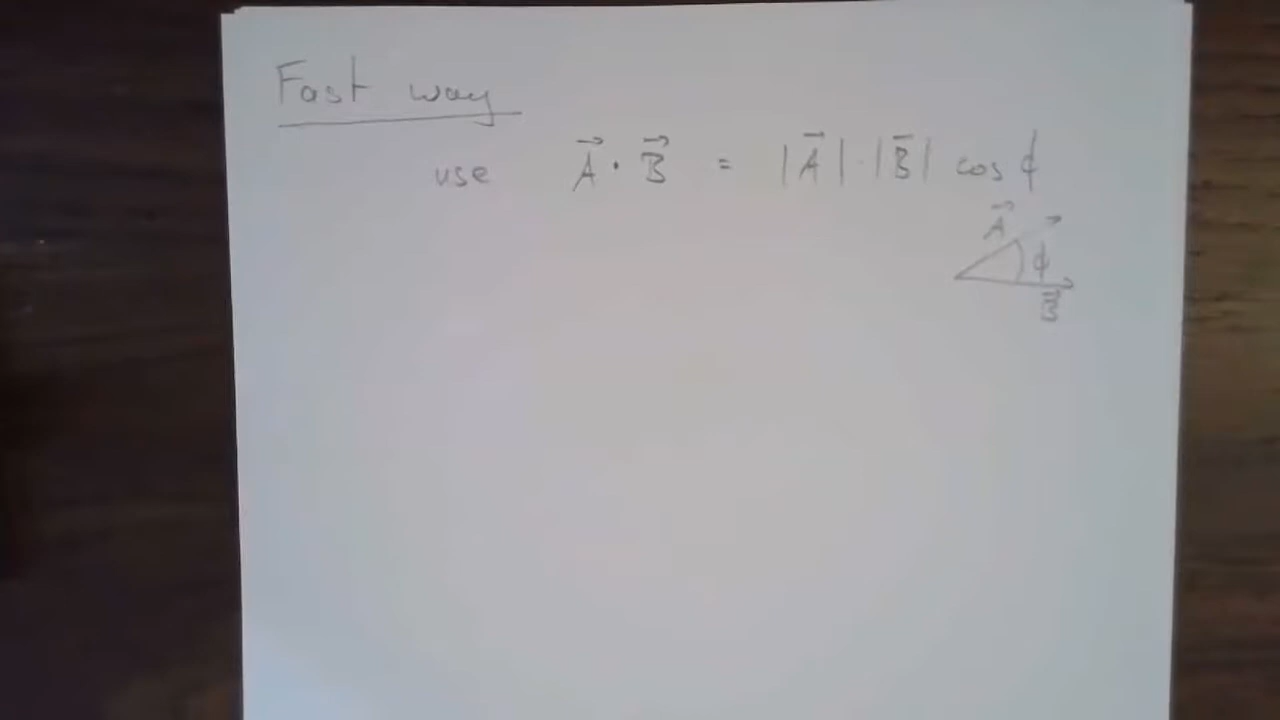 Fast way
use A⃗ · B⃗ = |A⃗| · |B⃗| cos ϕ
A⃗
ϕ
B⃗